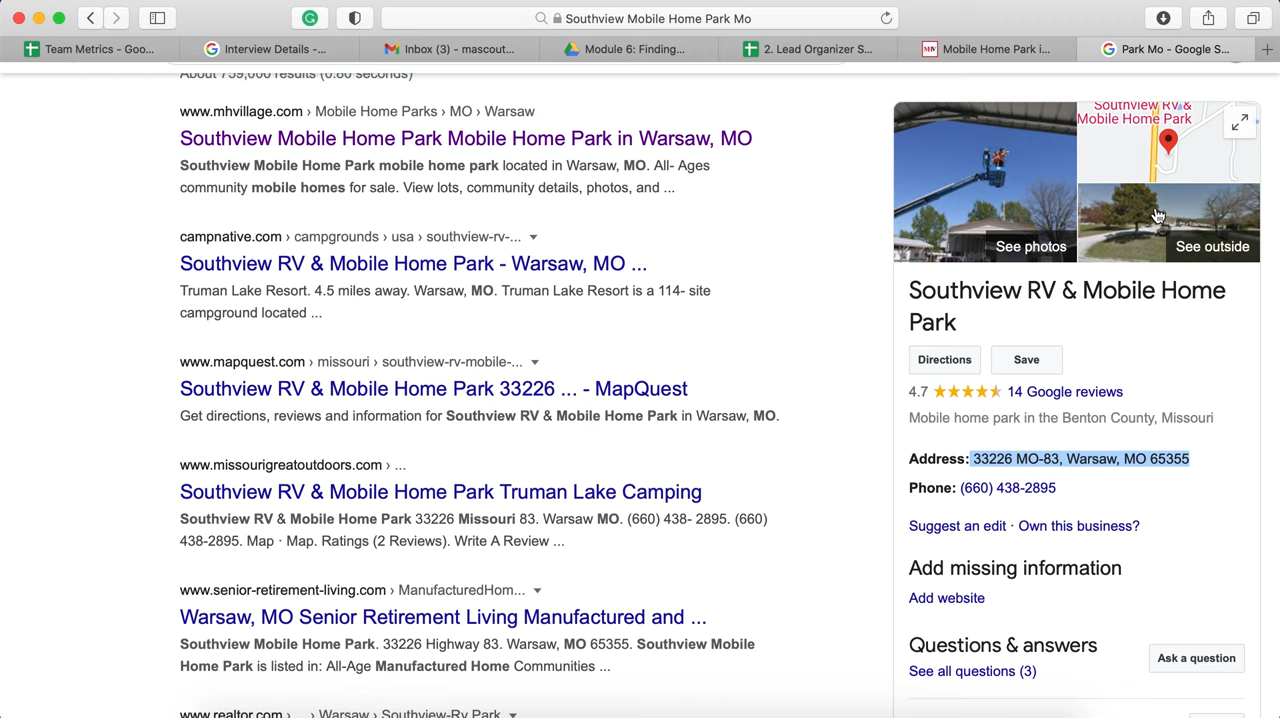 Southview Mobile Home Park Mo
Team Metrics - Goo...
Interview Details -...
Inbox (3) - mascout...
Module 6: Finding...
2. Lead Organizer S...
Mobile Home Park i...
Park Mo - Google S...
About 759,000 results (0.80 seconds)
www.mhvillage.com › Mobile Home Parks › MO › Warsaw
Southview Mobile Home Park Mobile Home Park in Warsaw, MO
Southview Mobile Home Park mobile home park located in Warsaw, MO. All- Ages
community mobile homes for sale. View lots, community details, photos, and ...
campnative.com › campgrounds › usa › southview-rv-...
Southview RV & Mobile Home Park - Warsaw, MO ...
Truman Lake Resort. 4.5 miles away. Warsaw, MO. Truman Lake Resort is a 114- site
campground located ...
www.mapquest.com › missouri › southview-rv-mobile-...
Southview RV & Mobile Home Park 33226 ... - MapQuest
Get directions, reviews and information for Southview RV & Mobile Home Park in Warsaw, MO.
www.missourigreatoutdoors.com › ...
Southview RV & Mobile Home Park Truman Lake Camping
Southview RV & Mobile Home Park 33226 Missouri 83. Warsaw MO. (660) 438- 2895. (660)
438-2895. Map · Map. Ratings (2 Reviews). Write A Review ...
www.senior-retirement-living.com › ManufacturedHom...
Warsaw, MO Senior Retirement Living Manufactured and ...
Southview Mobile Home Park. 33226 Highway 83. Warsaw, MO 65355. Southview Mobile
Home Park is listed in: All-Age Manufactured Home Communities ...
www.realtor.com › ... › Warsaw › Southview-Rv Park
Southview RV &
Mobile Home Park
See photos
See outside
Southview RV & Mobile Home
Park
Directions
Save
4.7
14 Google reviews
Mobile home park in the Benton County, Missouri
Address: 33226 MO-83, Warsaw, MO 65355
Phone: (660) 438-2895
Suggest an edit · Own this business?
Add missing information
Add website
Questions & answers
See all questions (3)
Ask a question